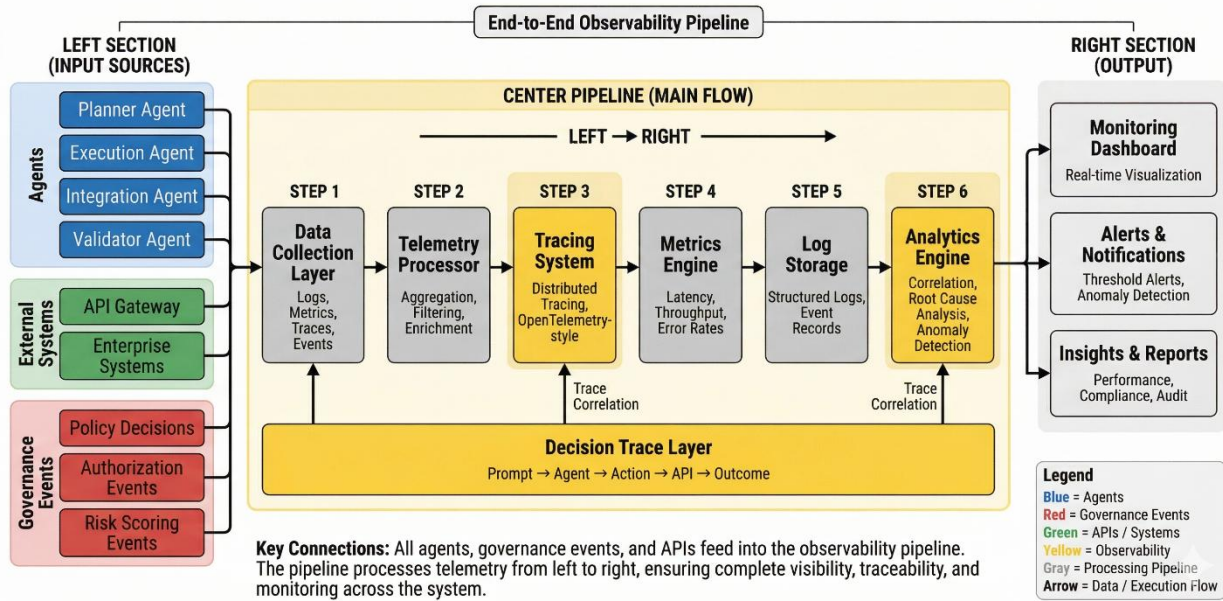 End-to-End Observability Pipeline
LEFT SECTION
(INPUT SOURCES)
Agents
Planner Agent
Execution Agent
Integration Agent
Validator Agent
External
Systems
API Gateway
Enterprise
Systems
Governance
Events
Policy Decisions
Authorization
Events
Risk Scoring
Events
CENTER PIPELINE (MAIN FLOW)
LEFT → RIGHT
STEP 1
Data
Collection
Layer
Logs,
Metrics,
Traces,
Events
STEP 2
Telemetry
Processor
Aggregation,
Filtering,
Enrichment
STEP 3
Tracing
System
Distributed
Tracing,
OpenTelemetry-
style
STEP 4
Metrics
Engine
Latency,
Throughput,
Error Rates
STEP 5
Log
Storage
Structured Logs,
Event
Records
STEP 6
Analytics
Engine
Correlation,
Root Cause
Analysis,
Anomaly
Detection
Trace
Correlation
Trace
Correlation
Decision Trace Layer
Prompt → Agent → Action → API → Outcome
RIGHT SECTION
(OUTPUT)
Monitoring
Dashboard
Real-time Visualization
Alerts &
Notifications
Threshold Alerts,
Anomaly Detection
Insights & Reports
Performance,
Compliance, Audit
Legend
Blue = Agents
Red = Governance Events
Green = APIs / Systems
Yellow = Observability
Gray = Processing Pipeline
Arrow = Data / Execution Flow
Key Connections: All agents, governance events, and APIs feed into the observability pipeline.
The pipeline processes telemetry from left to right, ensuring complete visibility, traceability, and
monitoring across the system.